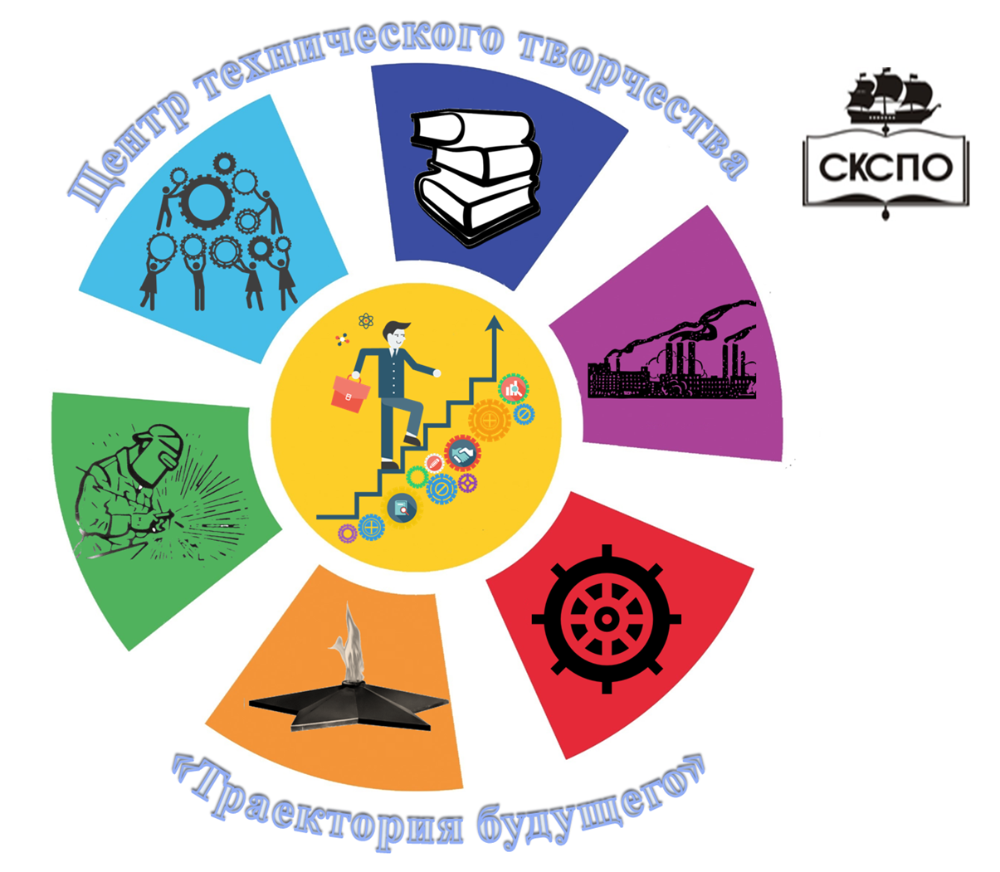 Центр технического творчества
СКСПО
«Траектория будущего»